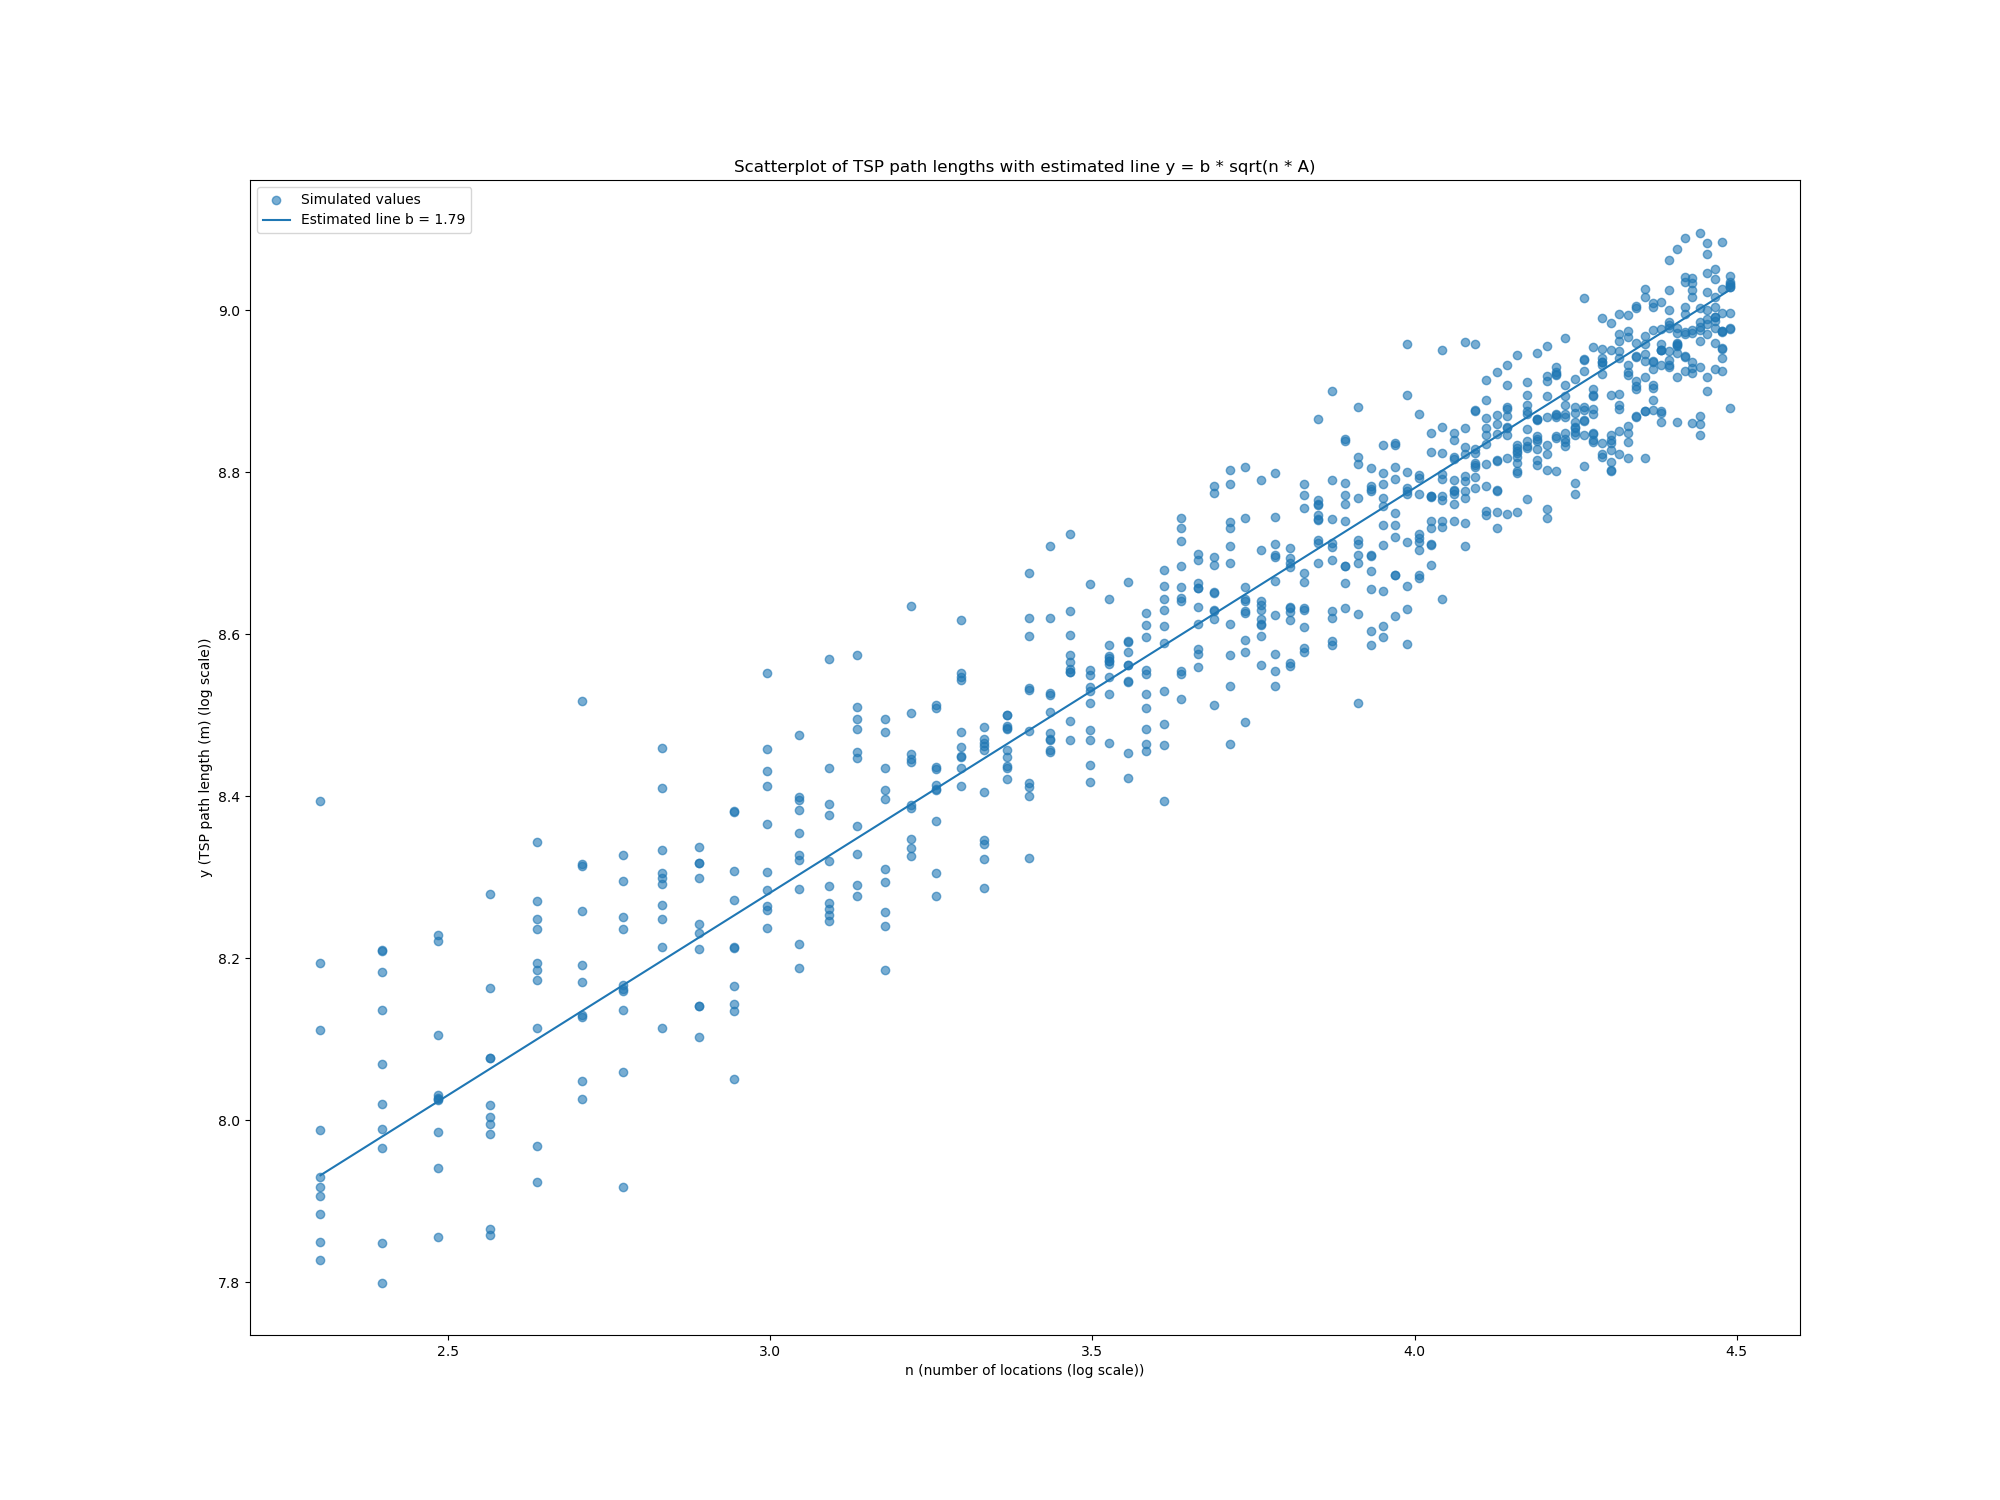 Scatterplot of TSP path lengths with estimated line y = b * sqrt(n * A)
Simulated values
Estimated line b = 1.79
y (TSP path length (m) (log scale))
9.0
8.8
8.6
8.4
8.2
8.0
7.8
2.5 3.0 3.5 4.0 4.5
n (number of locations (log scale))